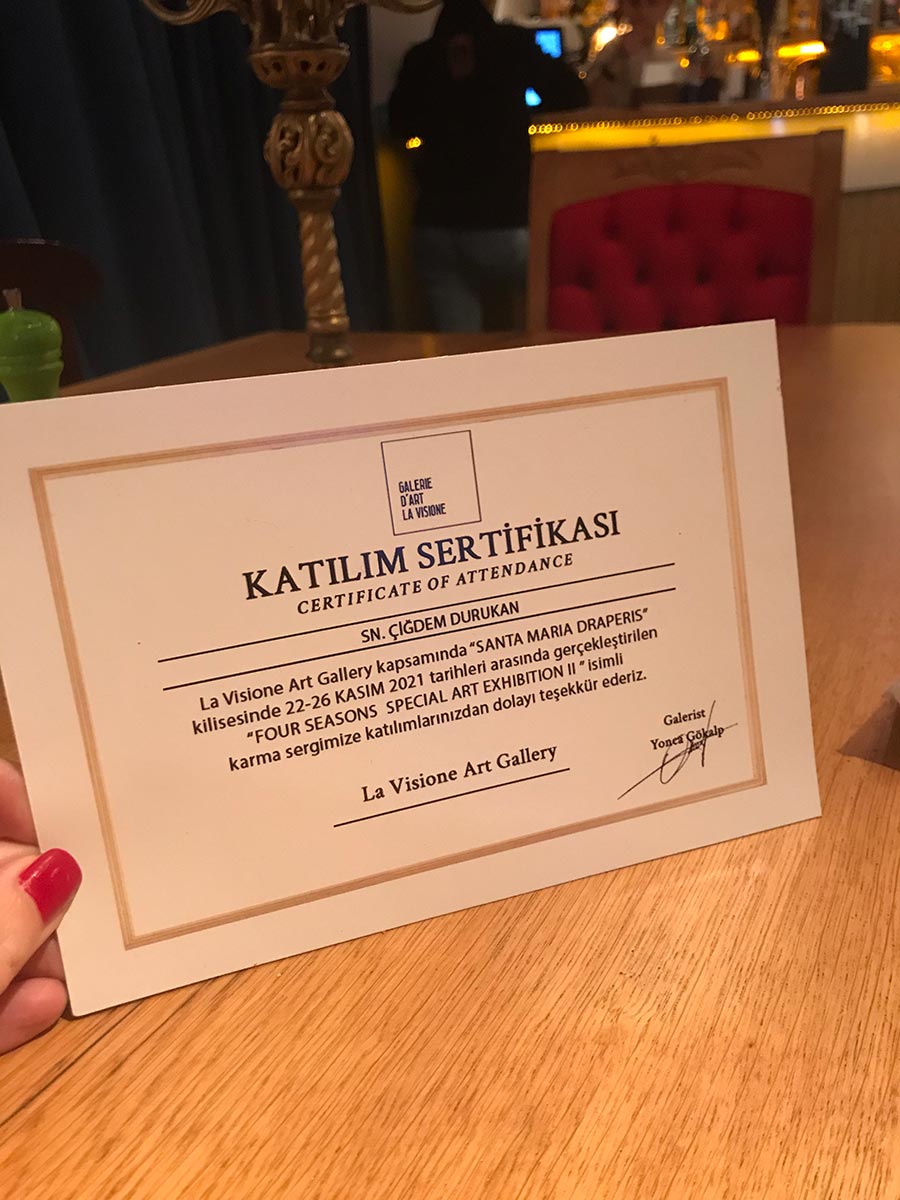 GALERIE
D'ART
LA VISIONE
KATILIM SERTİFİKASI
CERTIFICATE OF ATTENDANCE
SN. ÇİĞDEM DURUKAN
La Visione Art Gallery kapsamında "SANTA MARIA DRAPERIS"
kilisesinde 22-26 KASIM 2021 tarihleri arasında gerçekleştirilen
"FOUR SEASONS SPECIAL ART EXHIBITION II " isimli
karma sergimize katılımlarınızdan dolayı teşekkür ederiz.
Galerist
Yonca Gökalp
La Visione Art Gallery